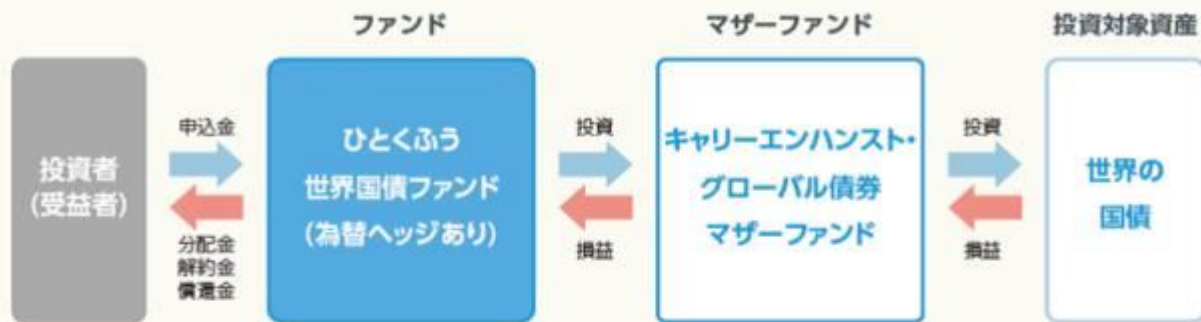 ファンド
マザーファンド
投資対象資産
投資者
(受益者)
申込金
分配金
解約金
償還金
ひとくふう
世界国債ファンド
(為替ヘッジあり)
投資
損益
キャリーエンハンスト・
グローバル債券
マザーファンド
投資
損益
世界の
国債